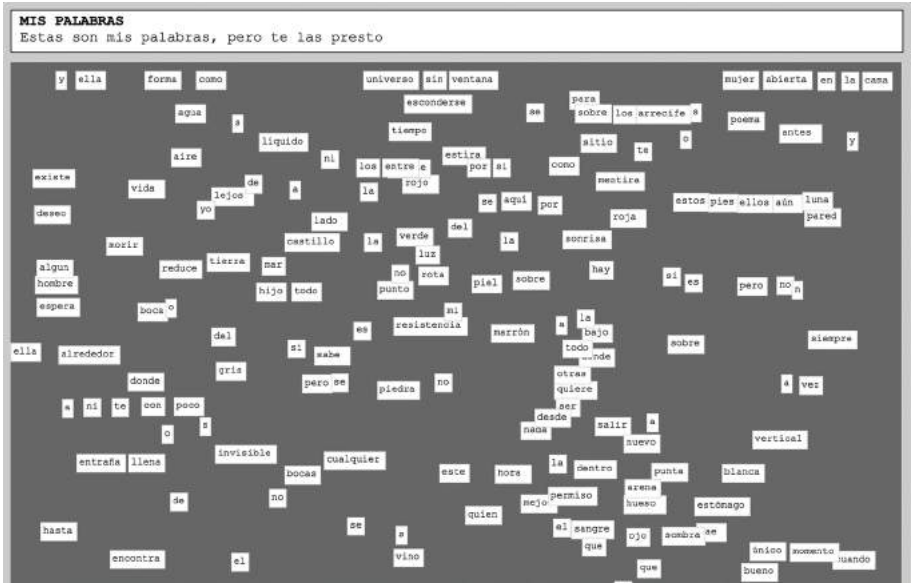 MIS PALABRAS
Estas son mis palabras, pero te las presto
y ella forma como universo sin ventana mujer abierta en la casa
esconderse para
agua se sobre los arrecife s poema
s tiempo antes
liquido sitio o y
aire ni estira te
los entre e por si como
existe vida de rojo mentira
lejos a la
yo se aquí por estos pies ellos aún luna
deseo lado roja pared
castillo la verde del la sonrisa
morir luz
algun reduce tierra mar no rota hay
hombre punto piel sobre si es pero no n
hijo todo
espera boca o mi
resistencia a la
del es marrón bajo siempre
ella alrededor si sabe todo sobre
gris otras
donde pero se piedra no quiere a vez
a ni te con poco ser
s desde
o nada salir a
nuevo vertical
entraña llena invisible cualquier la
bocas este hora dentro punta blanca
arena
de no permiso hueso estómago
quien
hasta se s el sangre ojo sombra
encontra el vino que único momento
que bueno